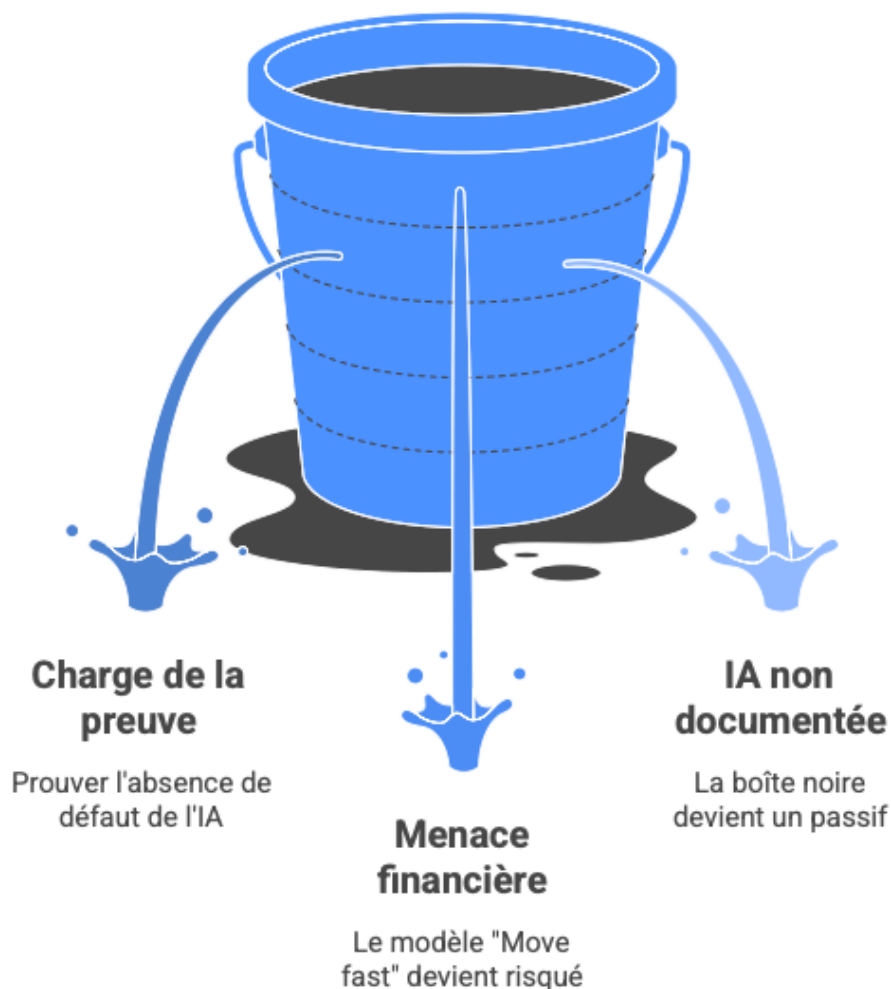 Charge de la
preuve
Prouver l'absence de
défaut de l'IA
Menace
financière
Le modèle "Move
fast" devient risqué
IA non
documentée
La boîte noire
devient un passif